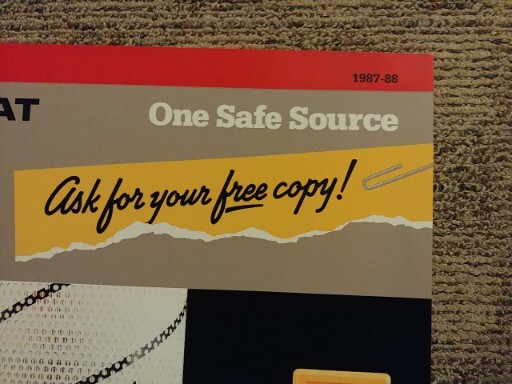 1987-88
AT
One Safe Source
Ask for your free copy!